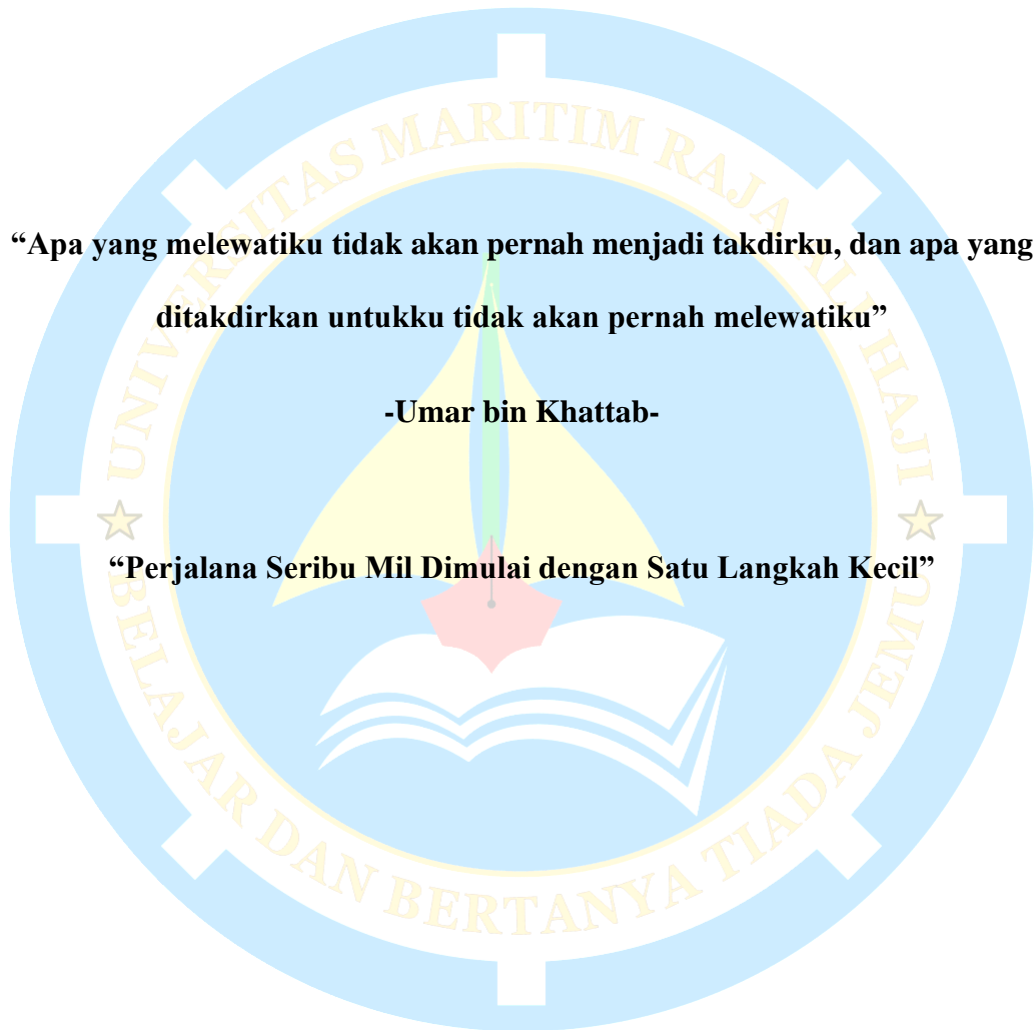 UNIVERSITAS MARITIM RAJA ALI HAJI
“Apa yang melewatiku tidak akan pernah menjadi takdirku, dan apa yang
ditakdirkan untukku tidak akan pernah melewatiku”
-Umar bin Khattab-
“Perjalana Seribu Mil Dimulai dengan Satu Langkah Kecil”
BELAJAR DAN BERTANYA TIADA JEMU